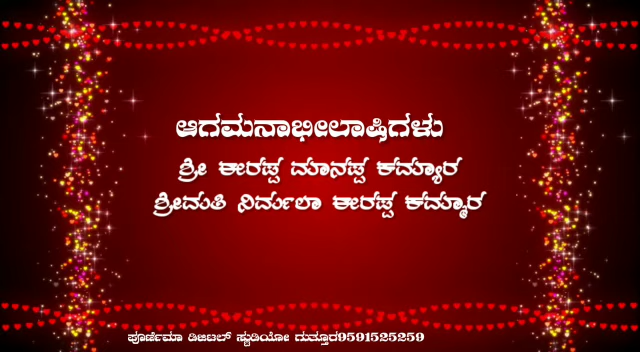 ಆಗಮನಾಭೀಲಾಷಿಗಳು
ಶ್ರೀ ಈರಪ್ಪ ಮಾನಪ್ಪ ಕಮ್ಯಾರ
ಶ್ರೀಮತಿ ನಿರ್ಮಲಾ ಈರಪ್ಪ ಕಮ್ಮಾರ
ಪೂರ್ಣಿಮಾ ಡಿಜಿಟಲ್ ಸ್ಟುಡಿಯೋ ಗುಮ್ತೂರ9591525259